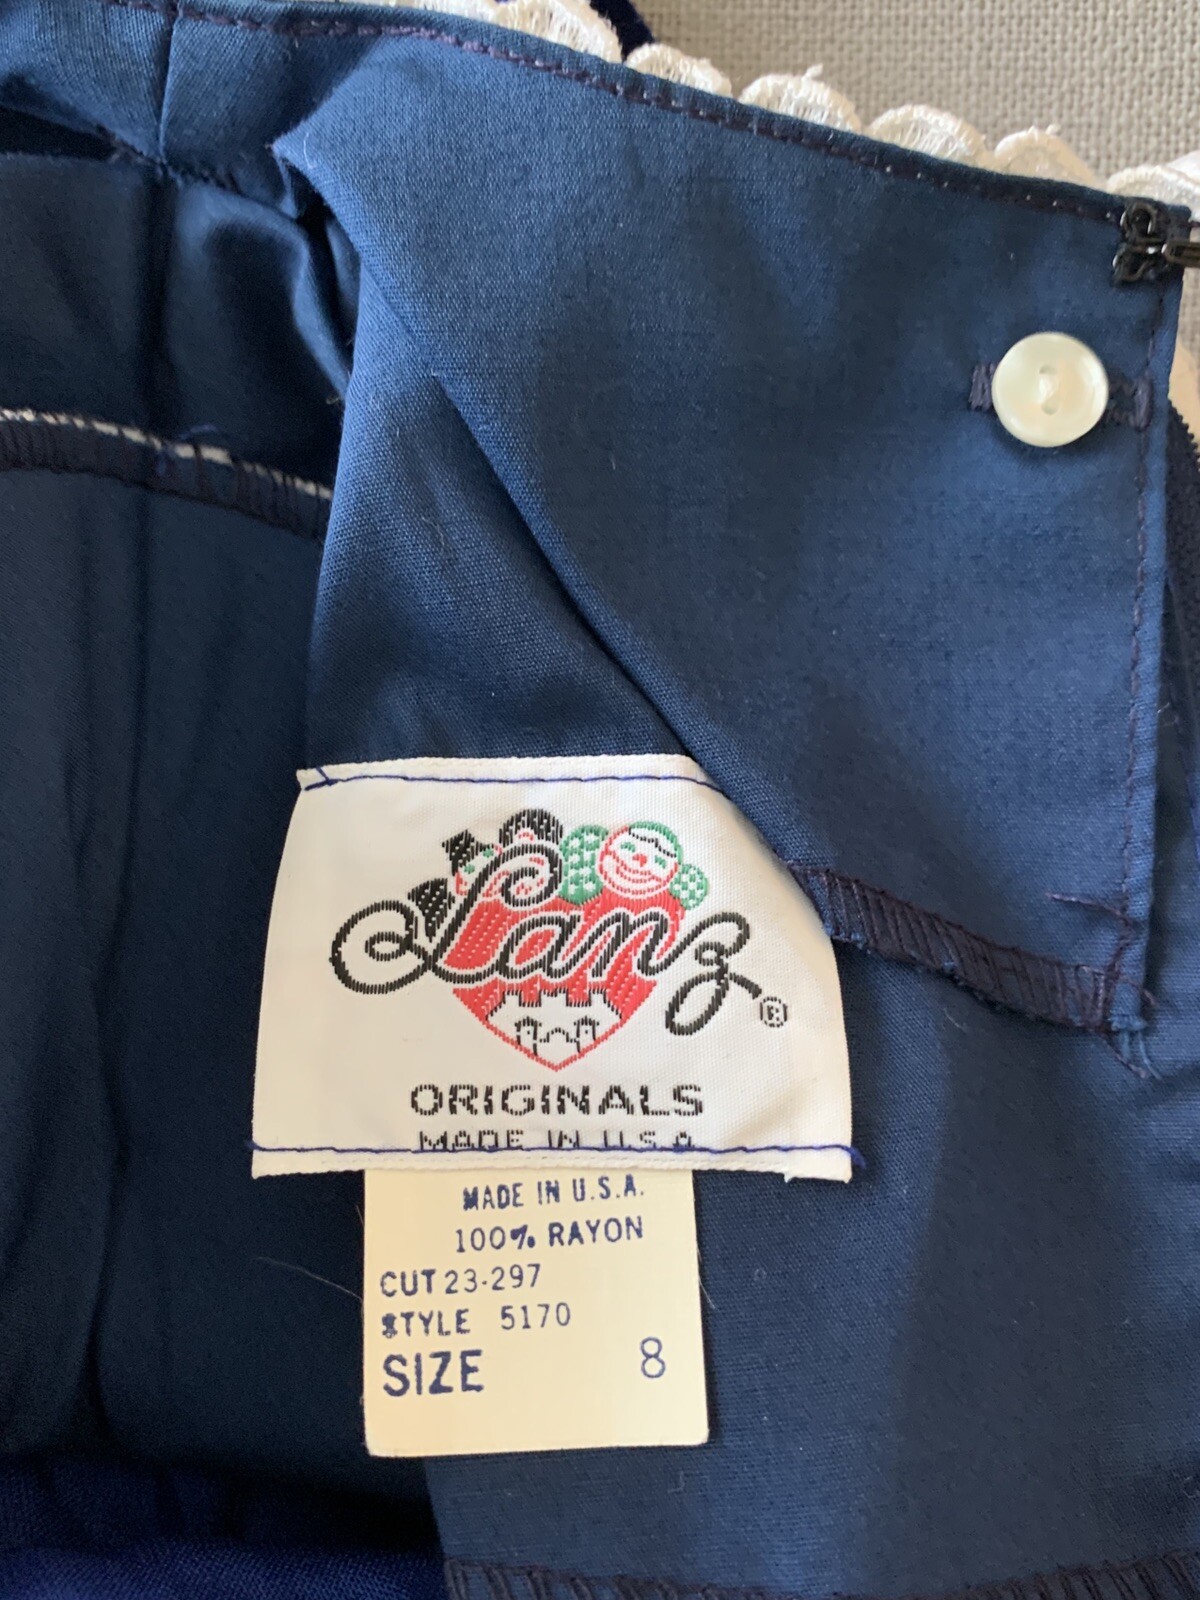 Lanz®
ORIGINALS
MADE IN U.S.A
MADE IN U.S.A.
100% RAYON
CUT 23-297
STYLE 5170
SIZE 8